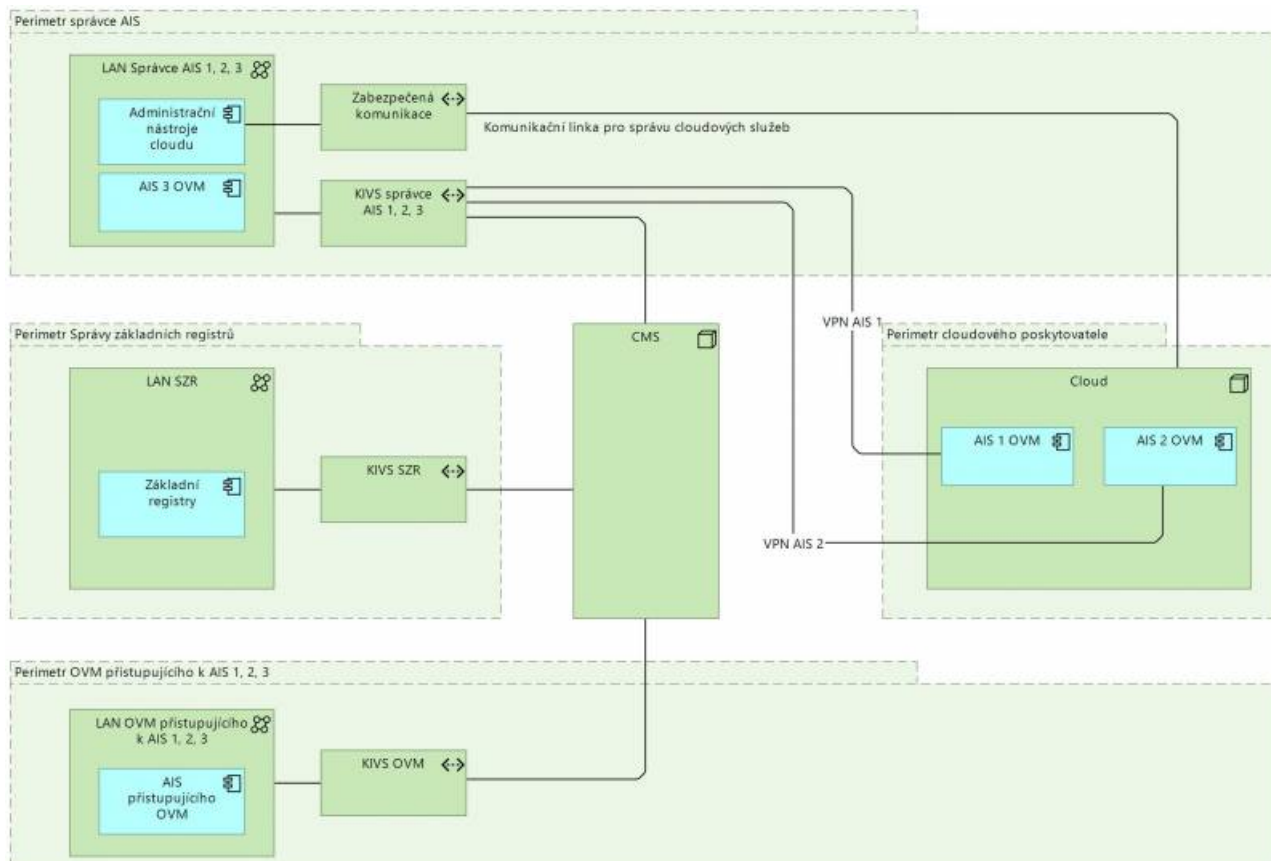 Perimetr správce AIS
LAN Správce AIS 1, 2, 3
Administrační
nástroje
cloudu
Zabezpečená
komunikace
Komunikační linka pro správu cloudových služeb
AIS 3 OVM
KIVS správce
AIS 1, 2, 3
Perimetr Správy základních registrů
LAN SZR
Základní
registry
KIVS SZR
CMS
VPN AIS 1
VPN AIS 2
Perimetr cloudového poskytovatele
Cloud
AIS 1 OVM
AIS 2 OVM
Perimetr OVM přistupujícího k AIS 1, 2, 3
LAN OVM přistupujícího
k AIS 1, 2, 3
AIS
přistupujícího
OVM
KIVS OVM